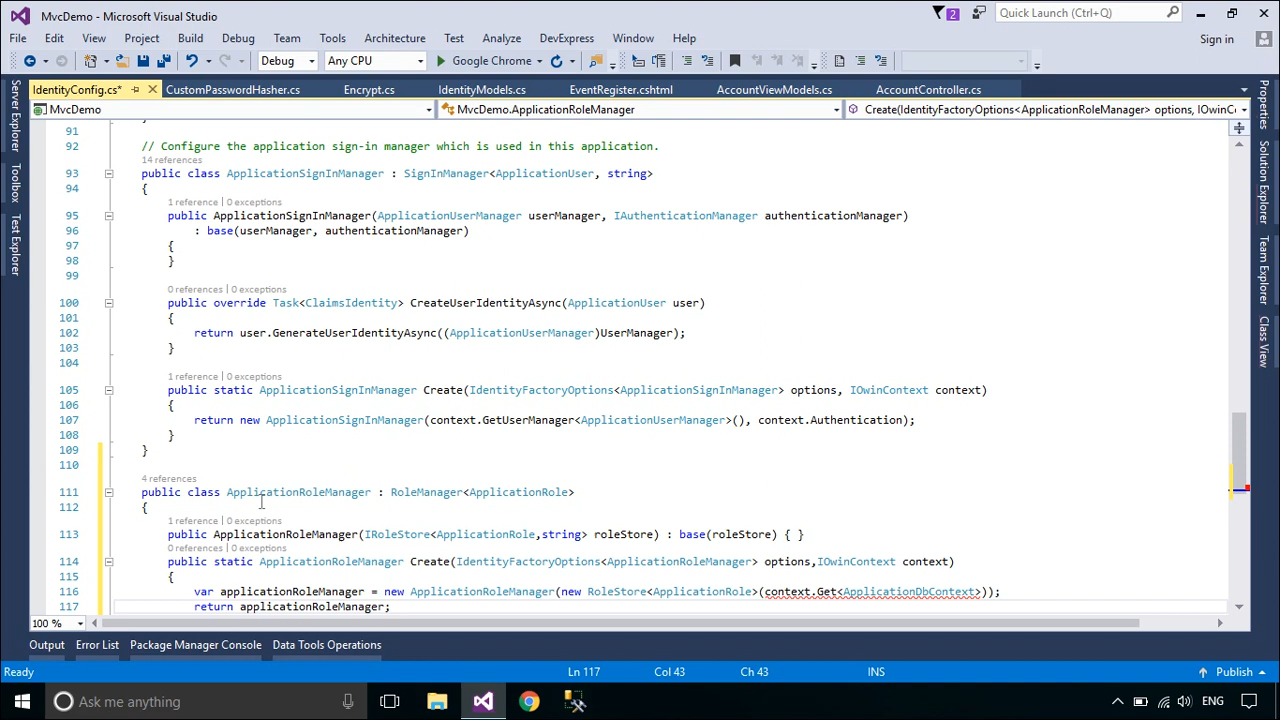 MvcDemo - Microsoft Visual Studio
2
Quick Launch (Ctrl+Q)
File Edit View Project Build Debug Team Tools Architecture Test Analyze DevExpress Window Help
Sign in
Debug Any CPU Google Chrome
IdentityConfig.cs* CustomPasswordHasher.cs Encrypt.cs IdentityModels.cs EventRegister.cshtml AccountViewModels.cs AccountController.cs
MvcDemo MvcDemo.ApplicationRoleManager Create(IdentityFactoryOptions<ApplicationRoleManager> options, IOwinCo
Server Explorer
Toolbox
Test Explorer
91
92 // Configure the application sign-in manager which is used in this application.
14 references
93 public class ApplicationSignInManager : SignInManager<ApplicationUser, string>
94 {
1 reference | 0 exceptions
95 public ApplicationSignInManager(ApplicationUserManager userManager, IAuthenticationManager authenticationManager)
96 : base(userManager, authenticationManager)
97 {
98 }
99
0 references | 0 exceptions
100 public override Task<ClaimsIdentity> CreateUserIdentityAsync(ApplicationUser user)
101 {
102 return user.GenerateUserIdentityAsync((ApplicationUserManager)UserManager);
103 }
104
1 reference | 0 exceptions
105 public static ApplicationSignInManager Create(IdentityFactoryOptions<ApplicationSignInManager> options, IOwinContext context)
106 {
107 return new ApplicationSignInManager(context.GetUserManager<ApplicationUserManager>(), context.Authentication);
108 }
109 }
110
4 references
111 public class ApplicationRoleManager : RoleManager<ApplicationRole>
112 {
1 reference | 0 exceptions
113 public ApplicationRoleManager(IRoleStore<ApplicationRole,string> roleStore) : base(roleStore) { }
0 references | 0 exceptions
114 public static ApplicationRoleManager Create(IdentityFactoryOptions<ApplicationRoleManager> options,IOwinContext context)
115 {
116 var applicationRoleManager = new ApplicationRoleManager(new RoleStore<ApplicationRole>(context.Get<ApplicationDbContext>));
117 return applicationRoleManager;
Properties
Solution Explorer
Team Explorer
Class View
100 %
Output Error List Package Manager Console Data Tools Operations
Ready Ln 117 Col 43 Ch 43 INS Publish
Ask me anything ENG